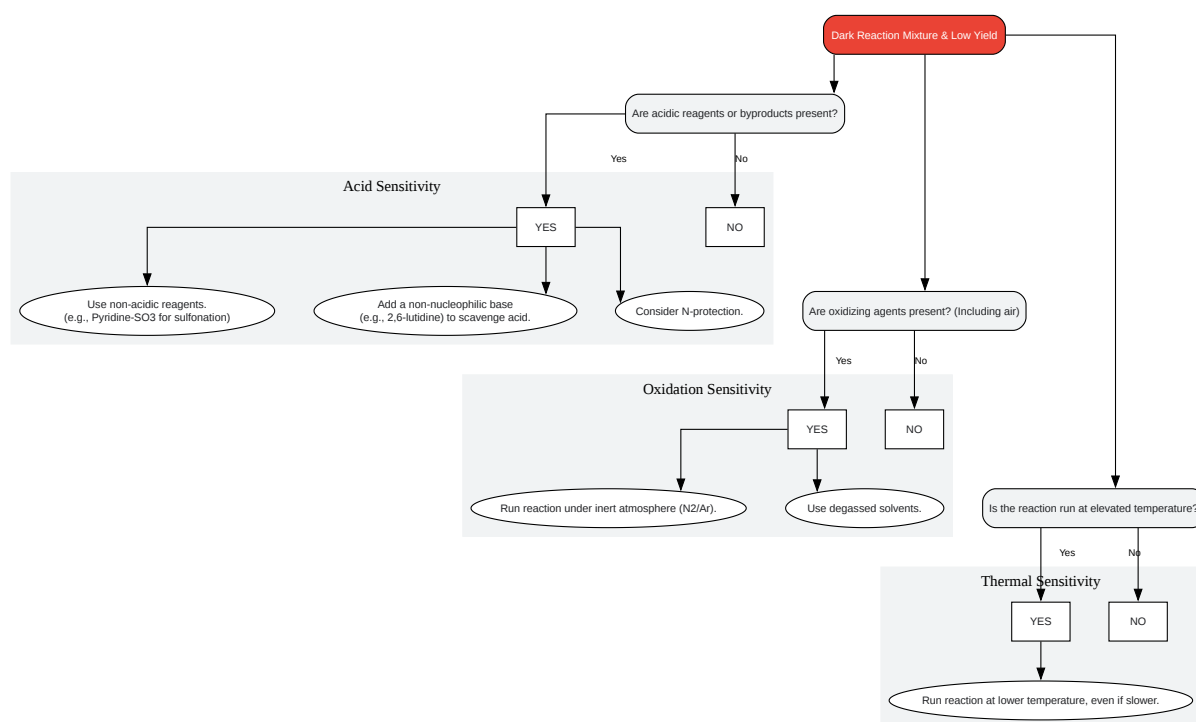 Dark Reaction Mixture & Low Yield
Are acidic reagents or byproducts present?
Yes
No
Acid Sensitivity
YES
NO
Use non-acidic reagents.
(e.g., Pyridine-SO3 for sulfonation)
Add a non-nucleophilic base
(e.g., 2,6-lutidine) to scavenge acid.
Consider N-protection.
Are oxidizing agents present? (Including air)
Yes
No
Oxidation Sensitivity
YES
NO
Run reaction under inert atmosphere (N2/Ar).
Use degassed solvents.
Is the reaction run at elevated temperature?
Yes
No
Thermal Sensitivity
YES
NO
Run reaction at lower temperature, even if slower.